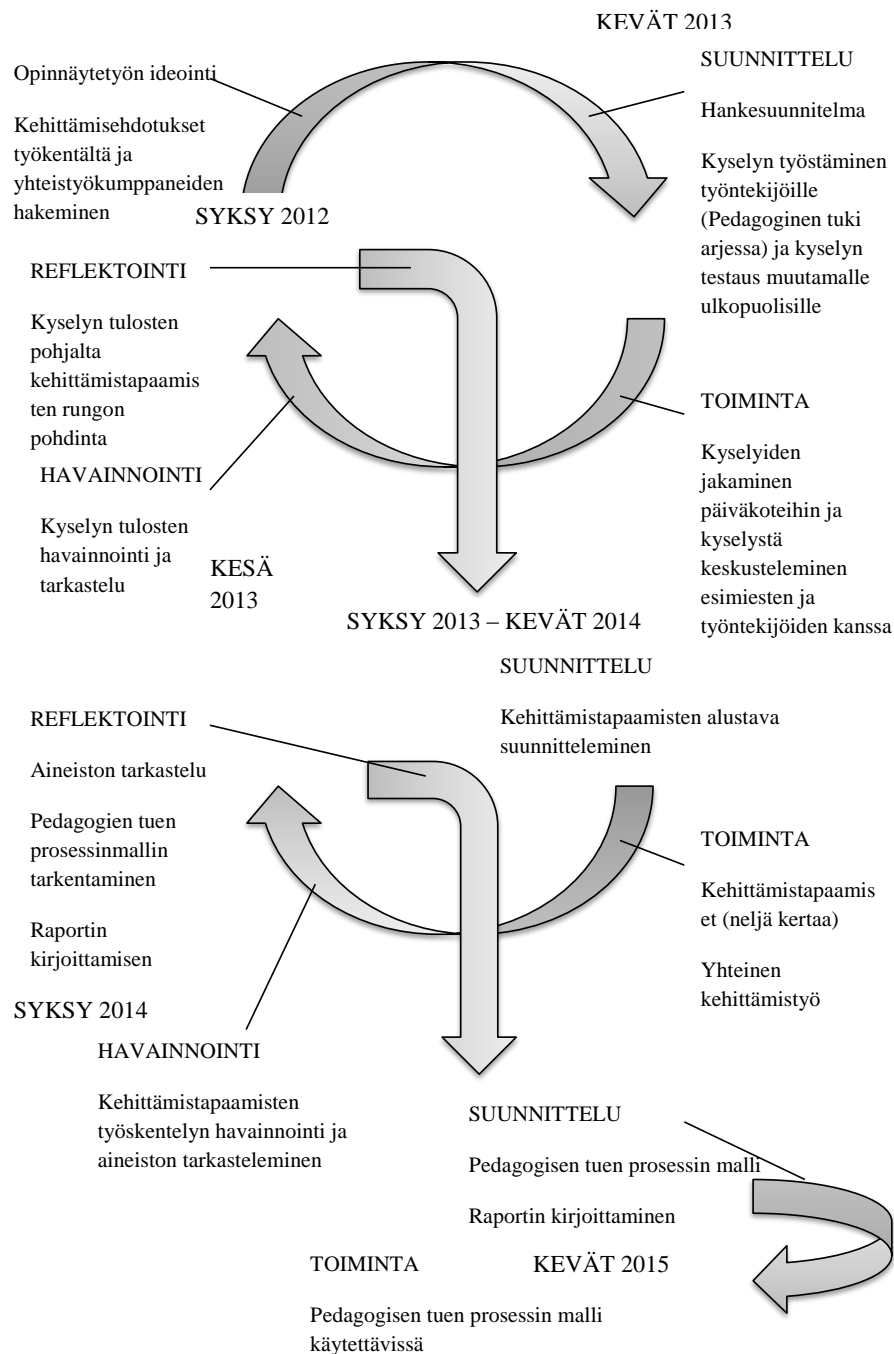 KEVÄT 2013
Opinnäytetyön ideointi
Kehittämisehdotukset
työkentältä ja
yhteistyökumppaneiden
hakeminen
SYKSY 2012
SUUNNITTELU
Hankesuunnitelma
Kyselyn työstäminen
työntekijöille
(Pedagoginen tuki
arjessa) ja kyselyn
testaus muutamalle
ulkopuolisille
REFLEKTOINTI
Kyselyn tulosten
pohjalta
kehittämistapaamis
ten rungon
pohdinta
TOIMINTA
Kyselyiden
jakaminen
päiväkoteihin ja
kyselystä
keskusteleminen
esimiesten ja
työntekijöiden kanssa
HAVAINNOINTI
Kyselyn tulosten
havainnointi ja
tarkastelu
KESÄ
2013
SYKSY 2013 – KEVÄT 2014
SUUNNITTELU
Kehittämistapaamisten alustava
suunnitteleminen
REFLEKTOINTI
Aineiston tarkastelu
Pedagogien tuen
prosessinmallin
tarkentaminen
Raportin
kirjoittamisen
SYKSY 2014
TOIMINTA
Kehittämistapaamis
et (neljä kertaa)
Yhteinen
kehittämistyö
HAVAINNOINTI
Kehittämistapaamisten
työskentelyn havainnointi ja
aineiston tarkasteleminen
SUUNNITTELU
Pedagogisen tuen prosessin malli
Raportin kirjoittaminen
KEVÄT 2015
TOIMINTA
Pedagogisen tuen prosessin malli
käytettävissä